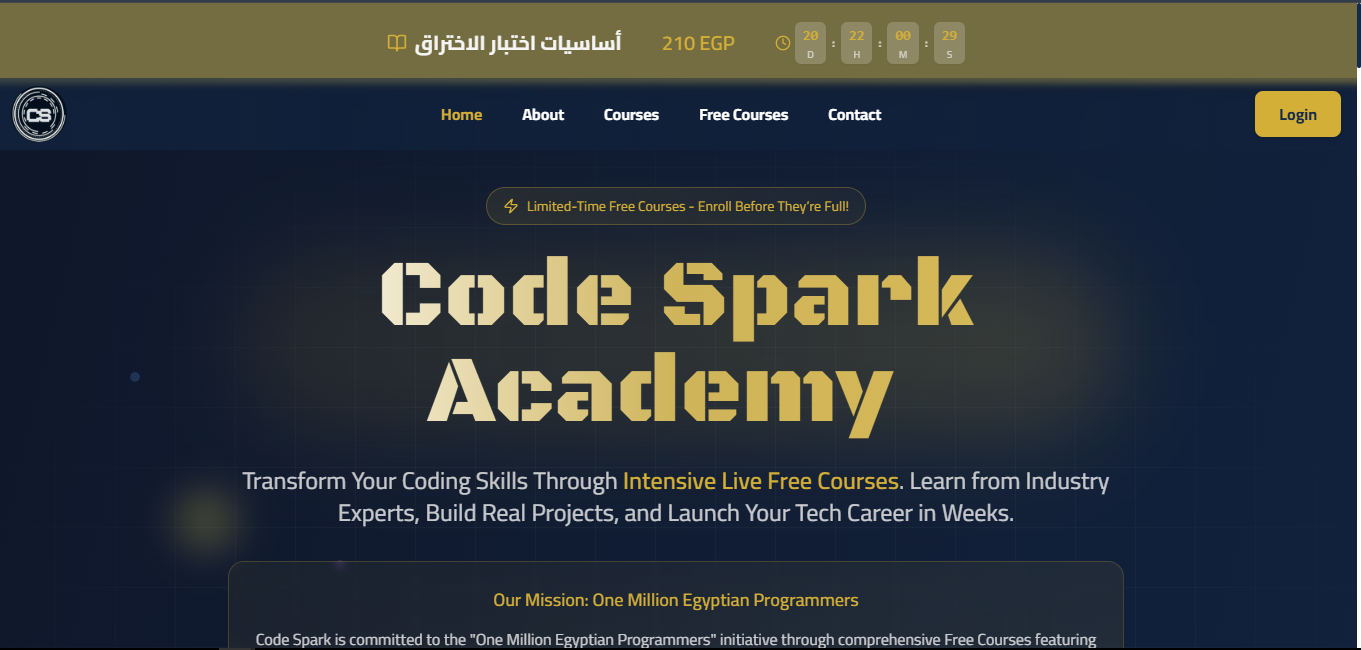 أساسيات اختبار الاختراق
210 EGP
20 : 22 : 00 : 29
D H M S
CS
Home About Courses Free Courses Contact
Login
Limited-Time Free Courses - Enroll Before They're Full!
Code Spark
Academy
Transform Your Coding Skills Through Intensive Live Free Courses. Learn from Industry
Experts, Build Real Projects, and Launch Your Tech Career in Weeks.
Our Mission: One Million Egyptian Programmers
Code Spark is committed to the "One Million Egyptian Programmers" initiative through comprehensive Free Courses featuring